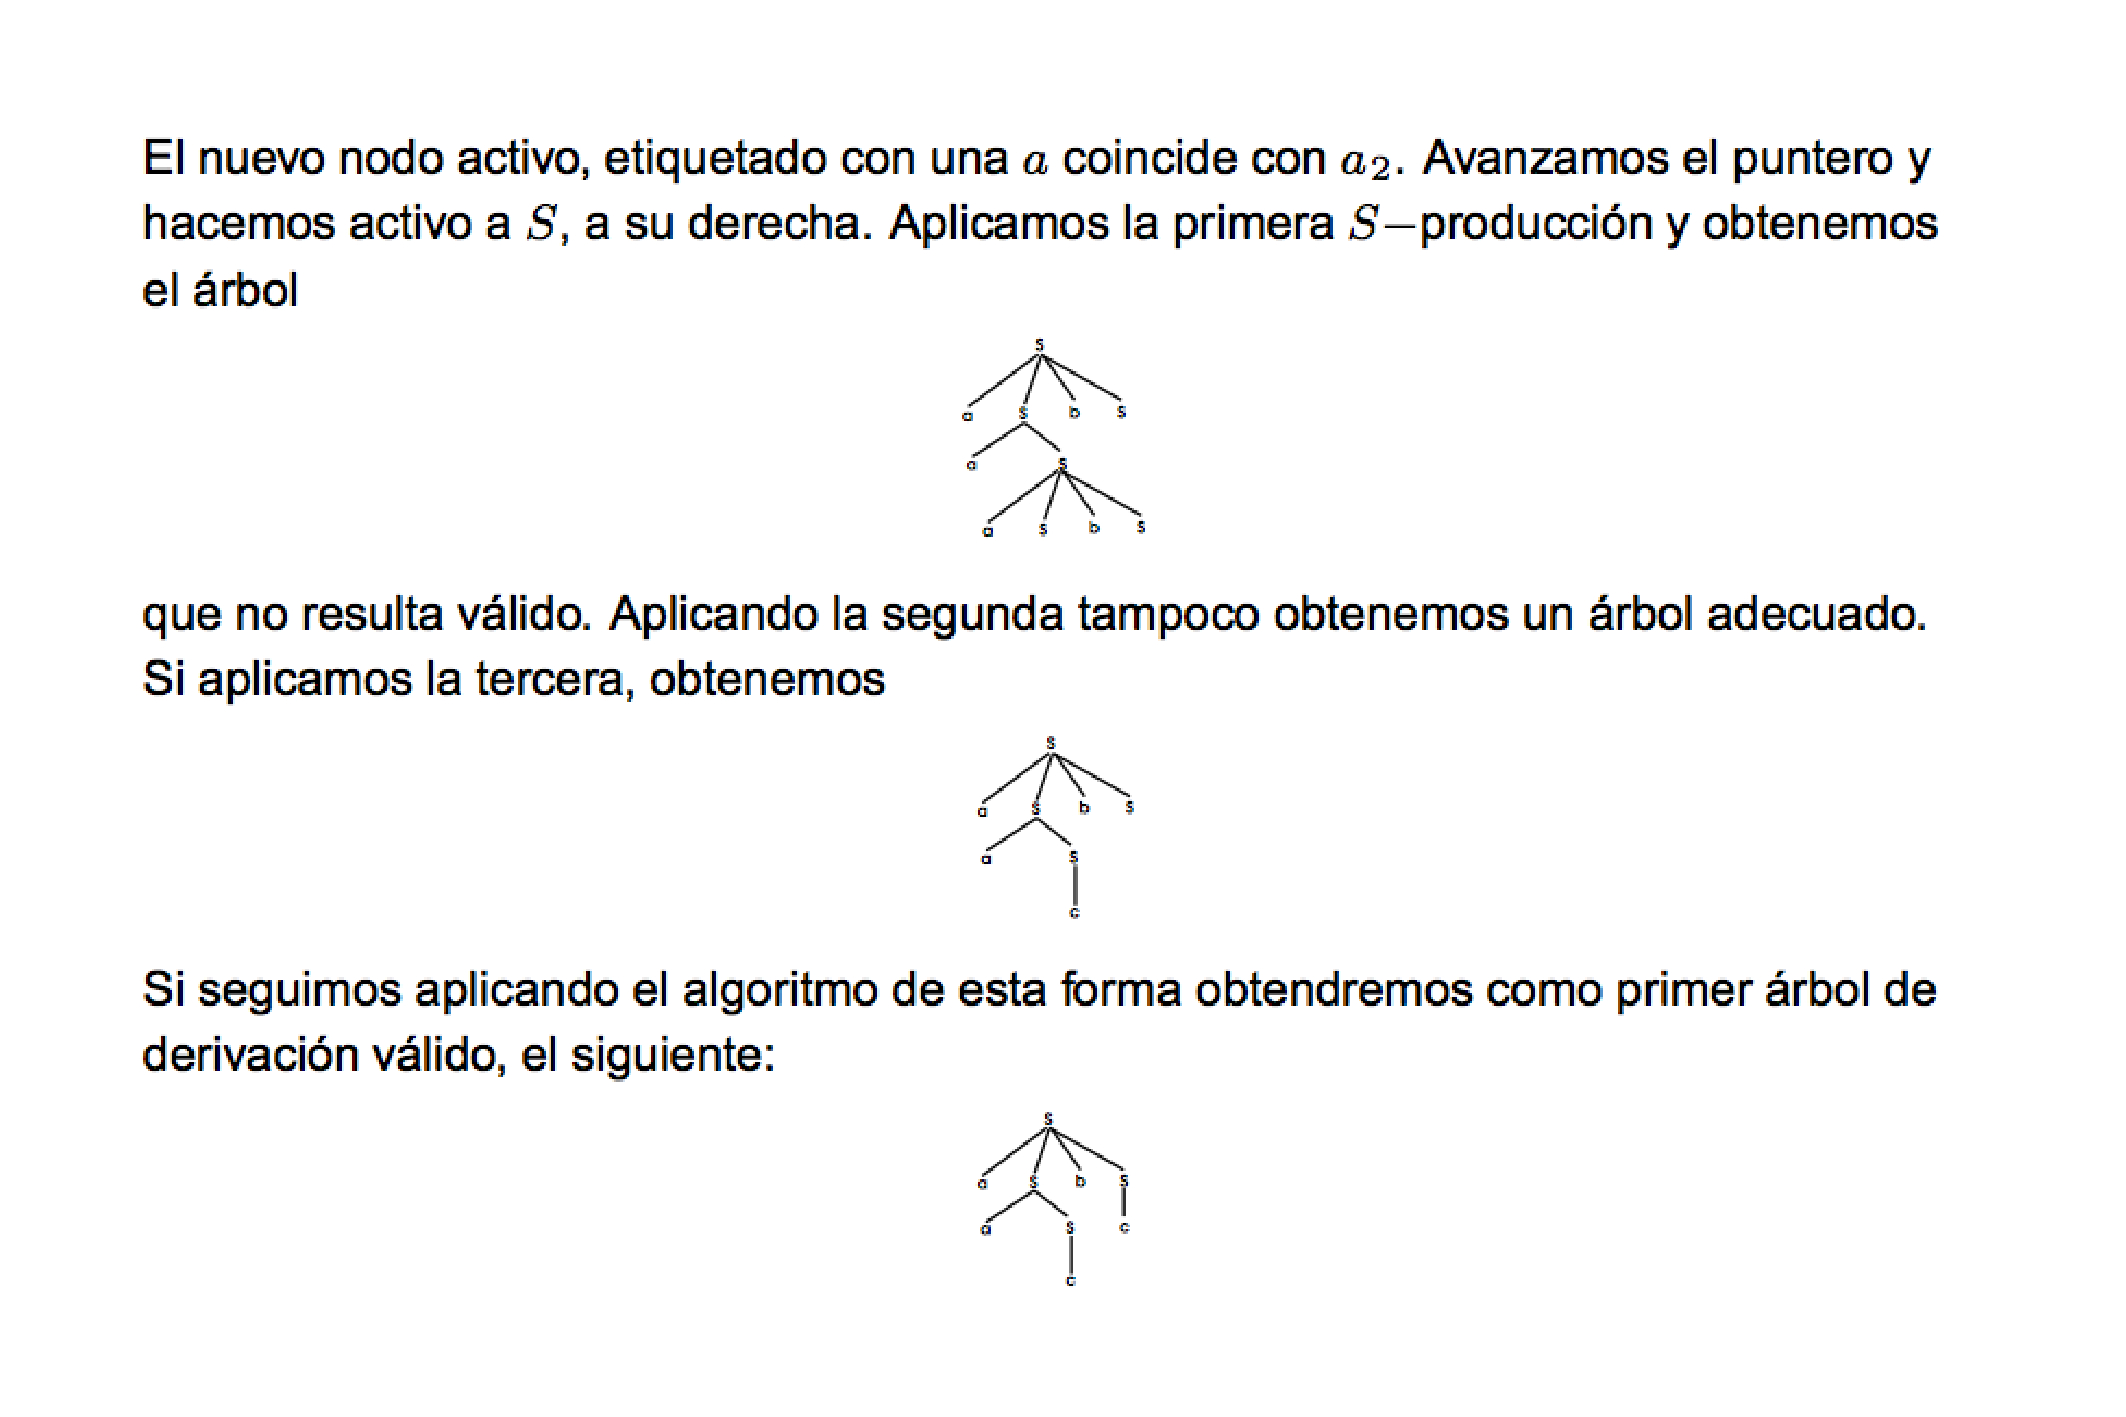 El nuevo nodo activo, etiquetado con una a coincide con a₂. Avanzamos el puntero y
hacemos activo a S, a su derecha. Aplicamos la primera S−producción y obtenemos
el árbol
S
a S b S
a S
a S b S
que no resulta válido. Aplicando la segunda tampoco obtenemos un árbol adecuado.
Si aplicamos la tercera, obtenemos
S
a S b S
a S
c
Si seguimos aplicando el algoritmo de esta forma obtendremos como primer árbol de
derivación válido, el siguiente:
S
a S b S
a S c
c